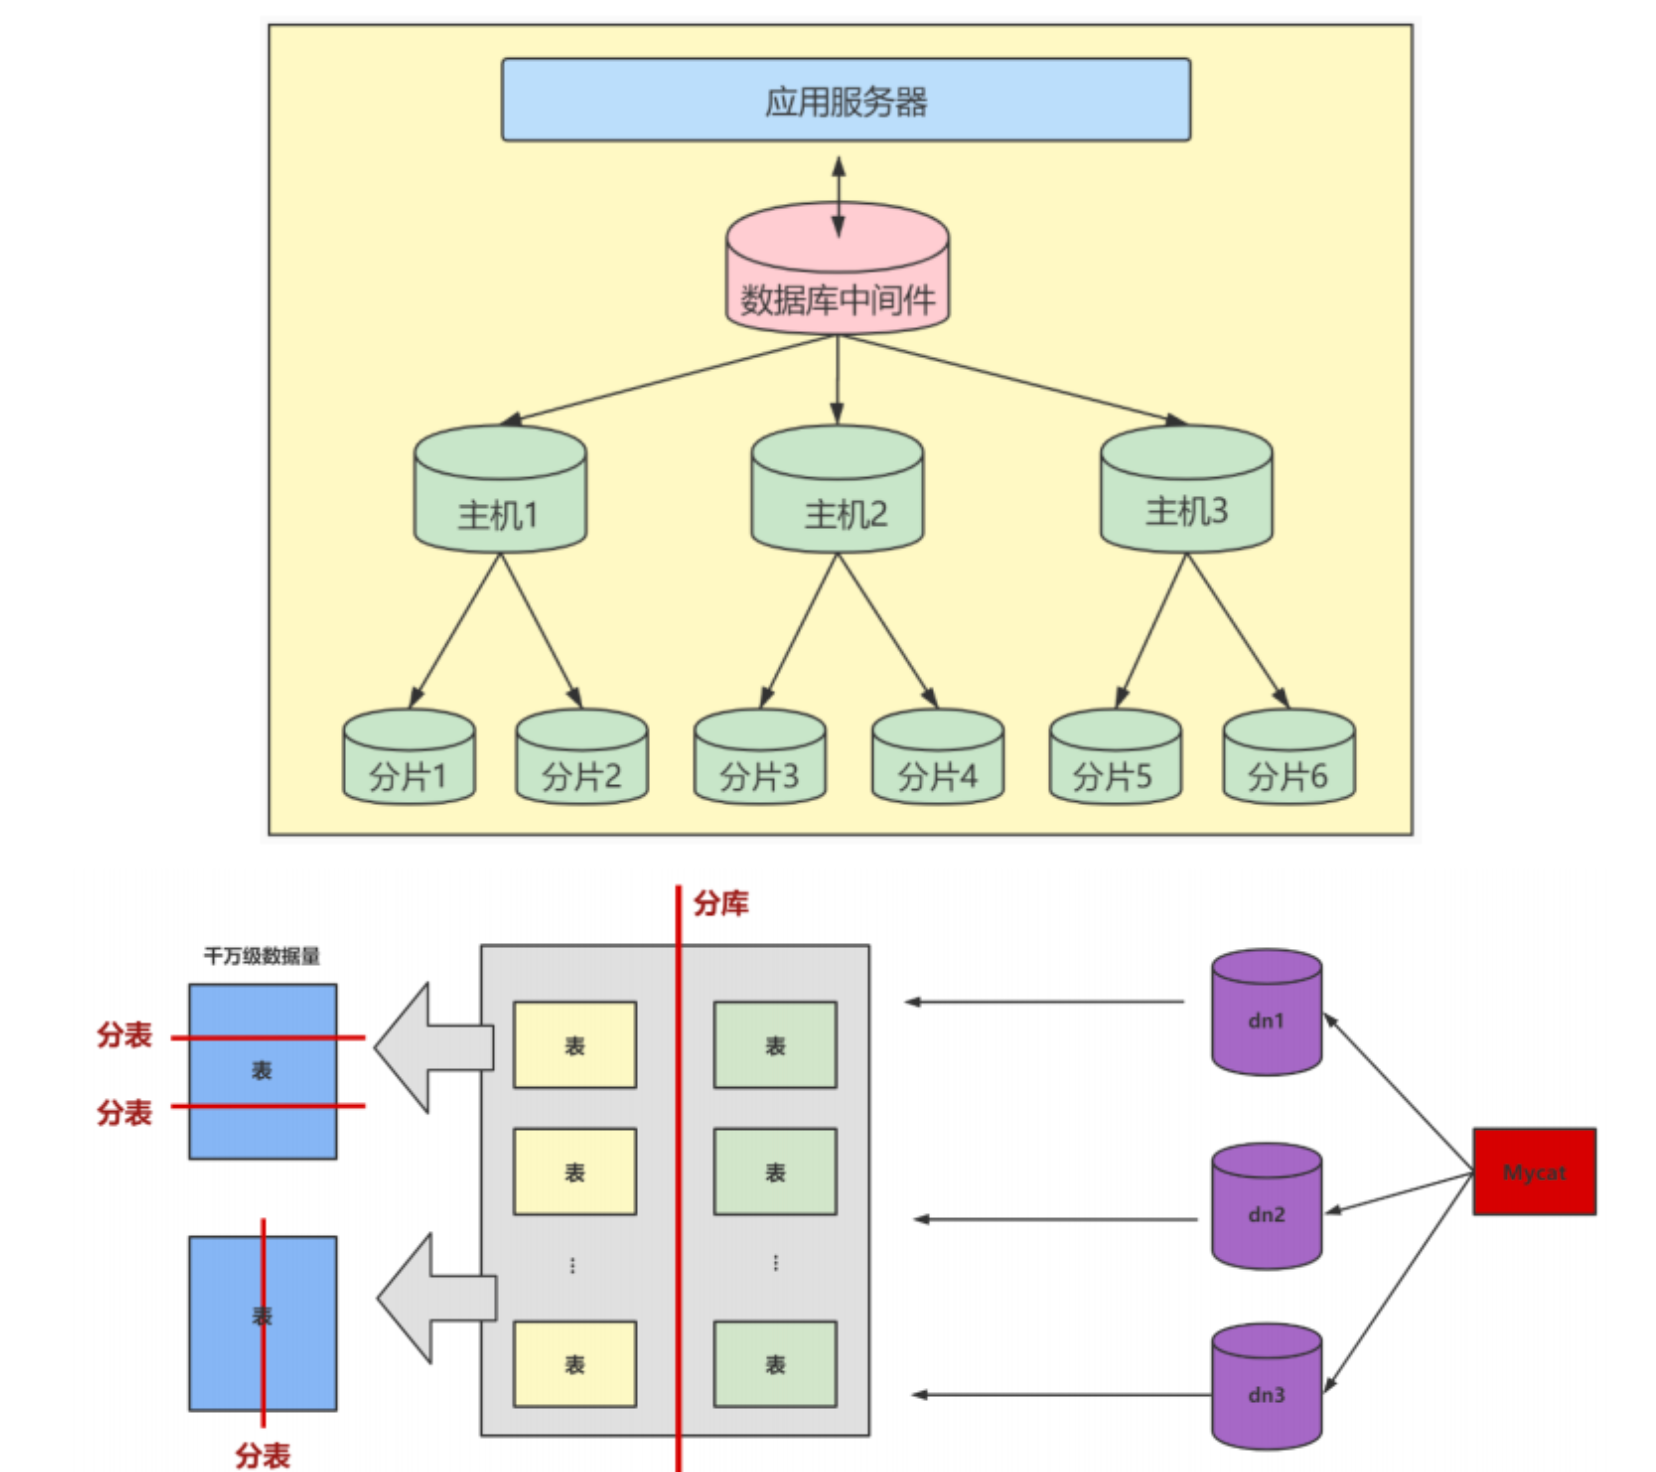 应用服务器
数据库中间件
主机1
主机2
主机3
分片1
分片2
分片3
分片4
分片5
分片6
分库
千万级数据量
分表
表
分表
表
分表
表
表
表
表
⋮
⋮
表
表
dn1
dn2
dn3
Mycat